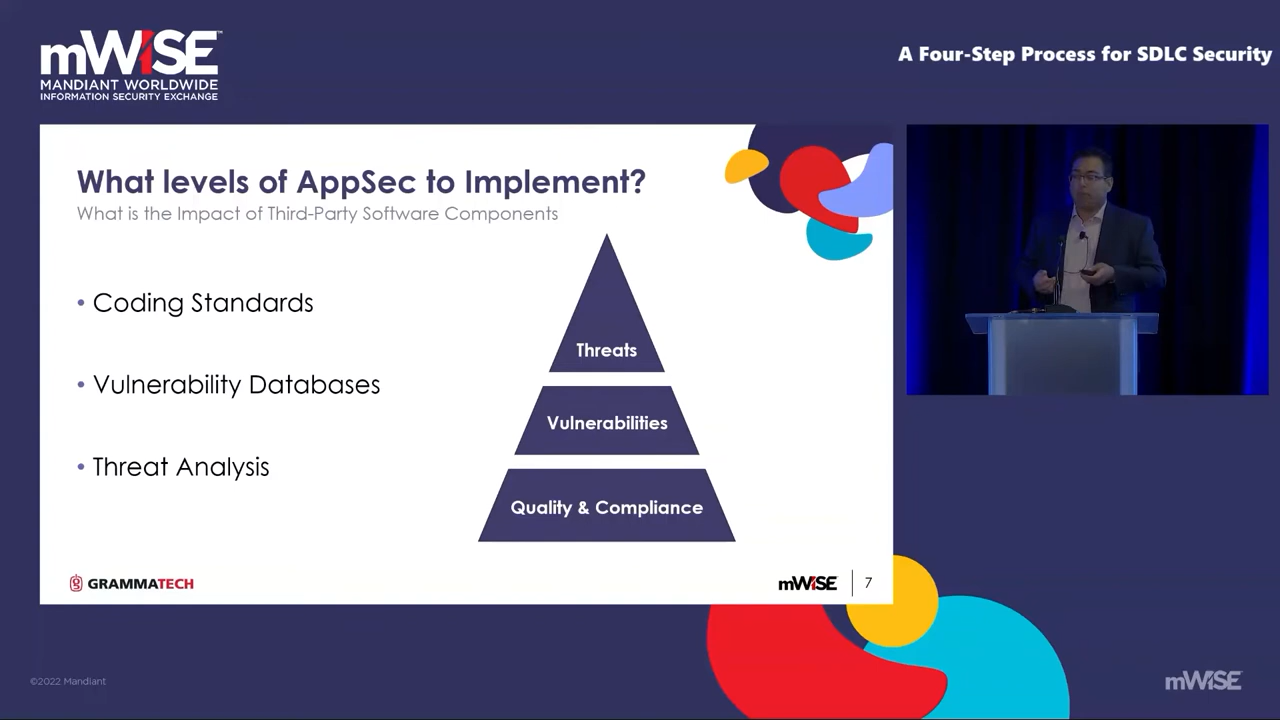 mWISE
MANDIANT WORLDWIDE
INFORMATION SECURITY EXCHANGE
A Four-Step Process for SDLC Security
What levels of AppSec to Implement?
What is the Impact of Third-Party Software Components
• Coding Standards
• Vulnerability Databases
• Threat Analysis
Threats
Vulnerabilities
Quality & Compliance
GRAMMATECH
mWISE
7
©2022 Mandiant
mWISE